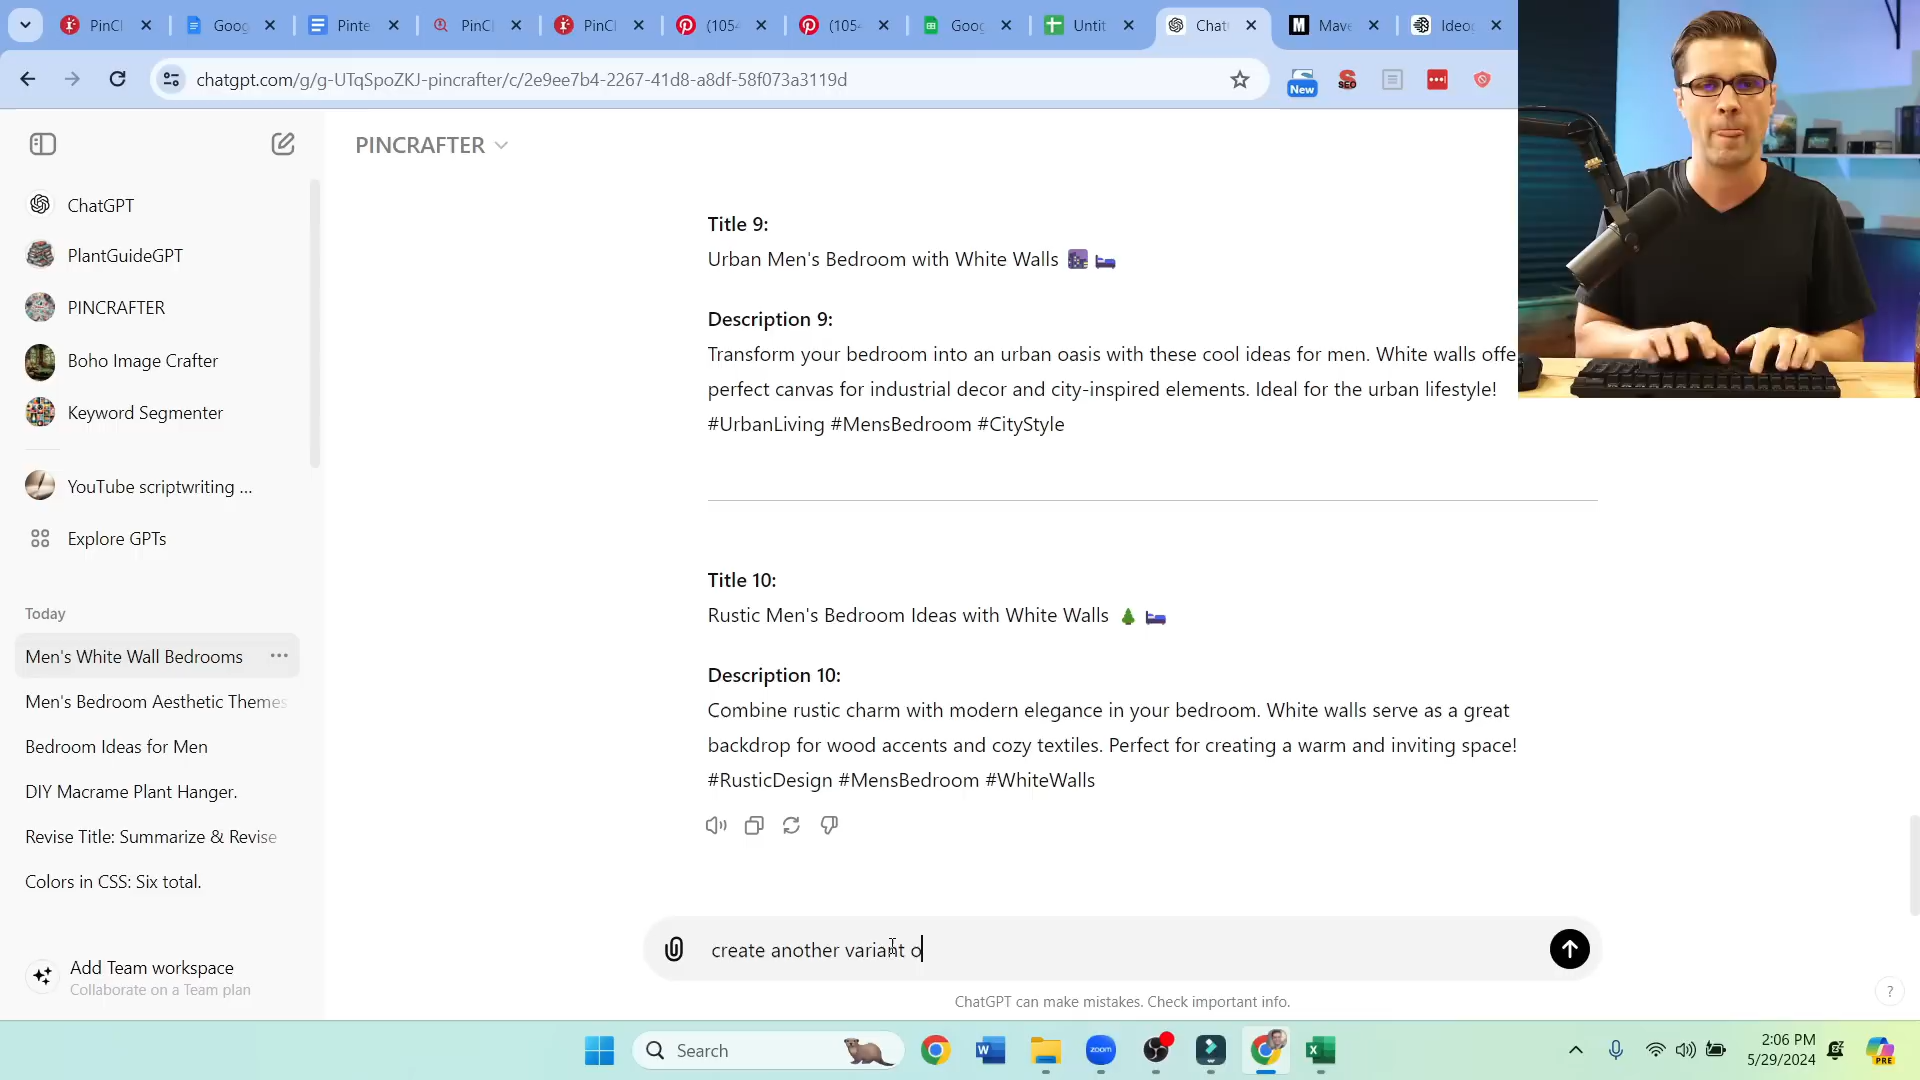 PinCl
Goog
Pinte
PinCl
PinCl
(105
(105
Goog
Untit
Chat
Mave
Ideog
chatgpt.com/g/g-UTqSpoZKJ-pincrafter/c/2e9ee7b4-2267-41d8-a8df-58f073a3119d
New
SEO
PINCRAFTER
ChatGPT
PlantGuideGPT
PINCRAFTER
Boho Image Crafter
Keyword Segmenter
YouTube scriptwriting ...
Explore GPTs
Today
Men's White Wall Bedrooms
Men's Bedroom Aesthetic Themes
Bedroom Ideas for Men
DIY Macrame Plant Hanger.
Revise Title: Summarize & Revise
Colors in CSS: Six total.
Add Team workspace
Collaborate on a Team plan
Title 9:
Urban Men's Bedroom with White Walls
Description 9:
Transform your bedroom into an urban oasis with these cool ideas for men. White walls offe
perfect canvas for industrial decor and city-inspired elements. Ideal for the urban lifestyle!
#UrbanLiving #MensBedroom #CityStyle
Title 10:
Rustic Men's Bedroom Ideas with White Walls
Description 10:
Combine rustic charm with modern elegance in your bedroom. White walls serve as a great
backdrop for wood accents and cozy textiles. Perfect for creating a warm and inviting space!
#RusticDesign #MensBedroom #WhiteWalls
create another variant o
ChatGPT can make mistakes. Check important info.
?
Search
zoom
2:06 PM
5/29/2024
PRE